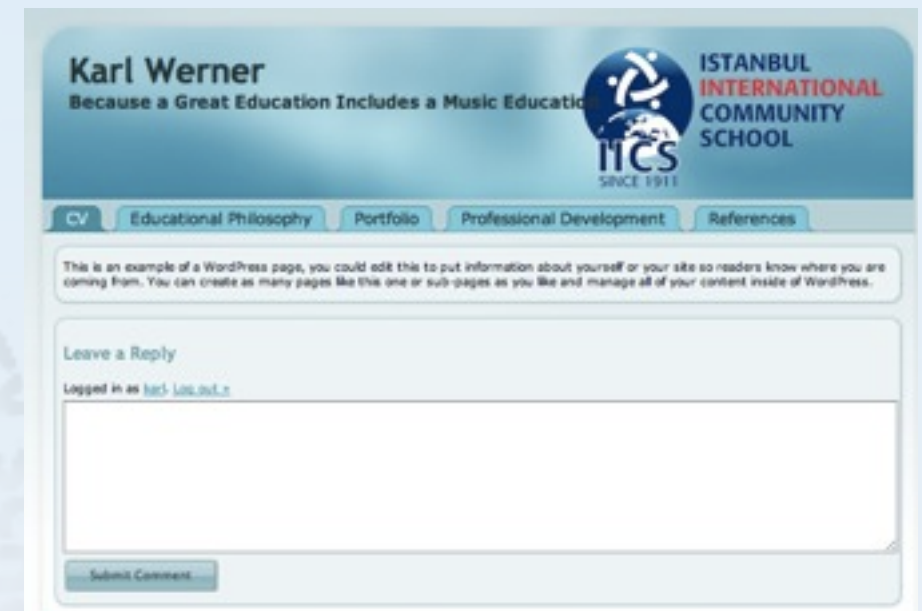 Karl Werner
Because a Great Education Includes a Music Education
ISTANBUL
INTERNATIONAL
COMMUNITY
SCHOOL
IICS
SINCE 1911
CV
Educational Philosophy
Portfolio
Professional Development
References
This is an example of a WordPress page, you could edit this to put information about yourself or your site so readers know where you are
coming from. You can create as many pages like this one or sub-pages as you like and manage all of your content inside of WordPress.
Leave a Reply
Logged in as karl. Log out »
Submit Comment